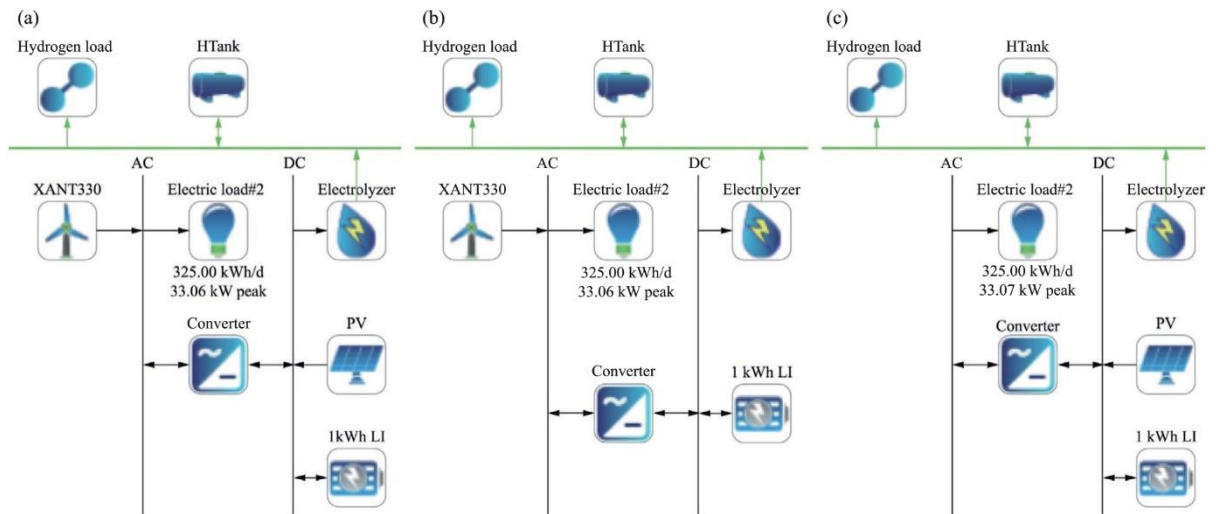 (a)
Hydrogen load
HTank
AC
DC
XANT330
Electric load#2
Electrolyzer
325.00 kWh/d
33.06 kW peak
Converter
PV
1kWh LI
(b)
Hydrogen load
HTank
AC
DC
XANT330
Electric load#2
Electrolyzer
325.00 kWh/d
33.06 kW peak
Converter
1 kWh LI
(c)
Hydrogen load
HTank
AC
DC
Electric load#2
Electrolyzer
325.00 kWh/d
33.07 kW peak
Converter
PV
1 kWh LI